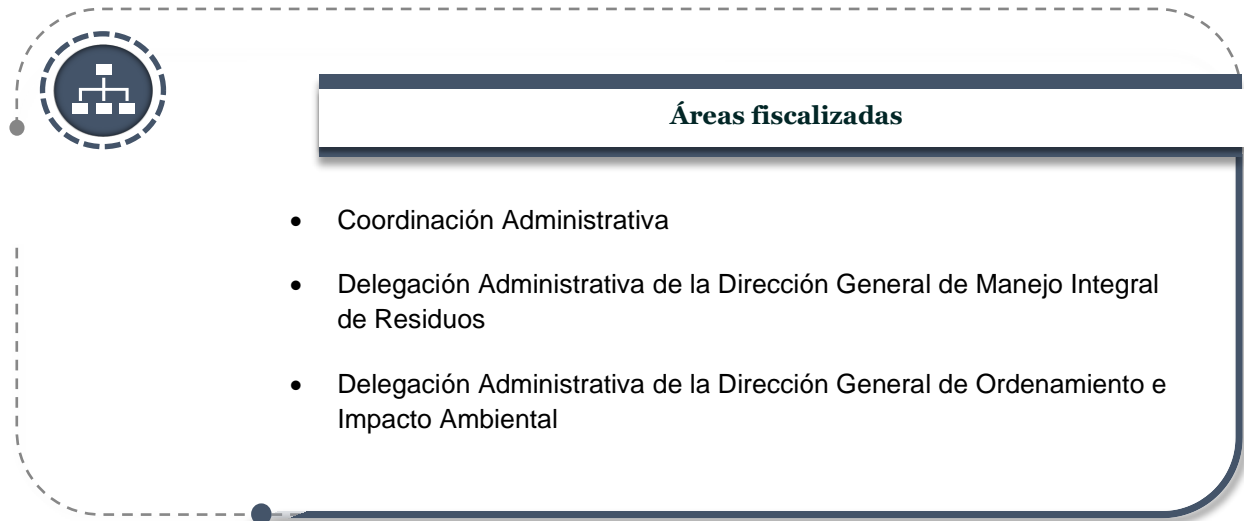 Áreas fiscalizadas
• Coordinación Administrativa
• Delegación Administrativa de la Dirección General de Manejo Integral
de Residuos
• Delegación Administrativa de la Dirección General de Ordenamiento e
Impacto Ambiental